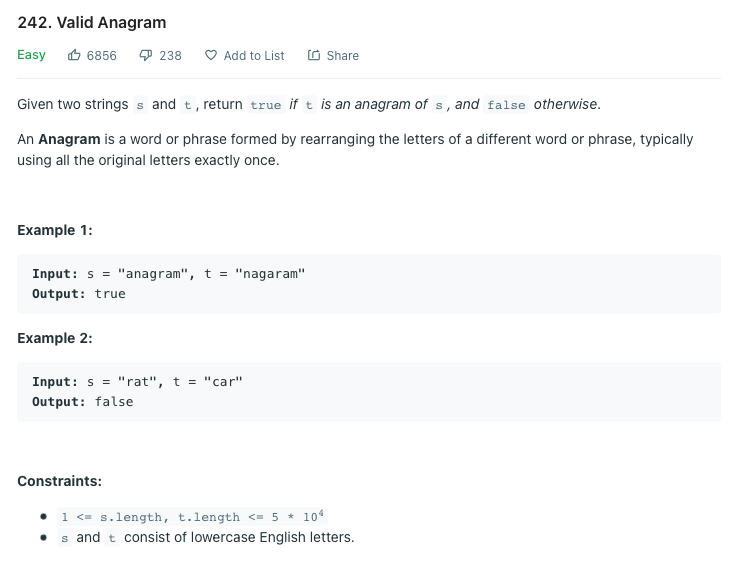 242. Valid Anagram
Easy 6856 238 Add to List Share
Given two strings s and t, return true if t is an anagram of s, and false otherwise.
An Anagram is a word or phrase formed by rearranging the letters of a different word or phrase, typically
using all the original letters exactly once.
Example 1:
Input: s = "anagram", t = "nagaram"
Output: true
Example 2:
Input: s = "rat", t = "car"
Output: false
Constraints:
• 1 <= s.length, t.length <= 5 * 10⁴
• s and t consist of lowercase English letters.